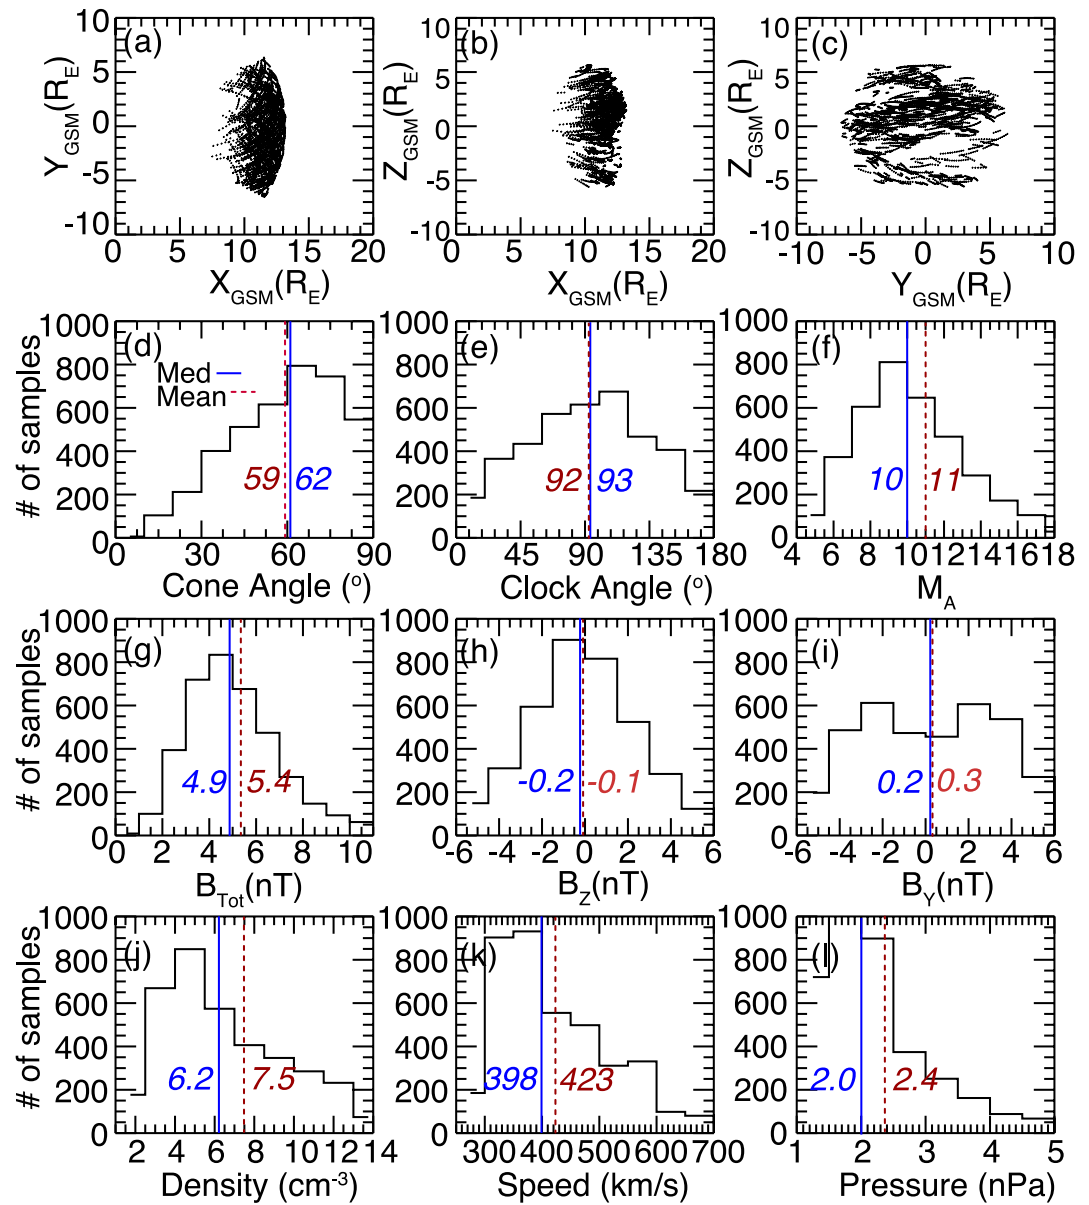 (a)
10
5
0
-5
-10
Y_GSM(R_E)
0 5 10 15 20
X_GSM(R_E)
(b)
10
5
0
-5
-10
Z_GSM(R_E)
0 5 10 15 20
X_GSM(R_E)
(c)
10
5
0
-5
-10
Z_GSM(R_E)
-10 -5 0 5 10
Y_GSM(R_E)
(d)
Med
Mean
1000
800
600
400
200
0
# of samples
59 62
0 30 60 90
Cone Angle (°)
(e)
1000
800
600
400
200
0
92 93
0 45 90 135 180
Clock Angle (°)
(f)
1000
800
600
400
200
0
10 11
4 6 8 10 12 14 16 18
M_A
(g)
1000
800
600
400
200
0
# of samples
4.9 5.4
0 2 4 6 8 10
B_Tot(nT)
(h)
1000
800
600
400
200
0
-0.2 -0.1
-6 -4 -2 0 2 4 6
B_Z(nT)
(i)
1000
800
600
400
200
0
0.2 0.3
-6 -4 -2 0 2 4 6
B_Y(nT)
(j)
1000
800
600
400
200
0
# of samples
6.2 7.5
2 4 6 8 10 12 14
Density (cm⁻³)
(k)
1000
800
600
400
200
0
398 423
300 400 500 600 700
Speed (km/s)
(l)
1000
800
600
400
200
0
2.0 2.4
1 2 3 4 5
Pressure (nPa)